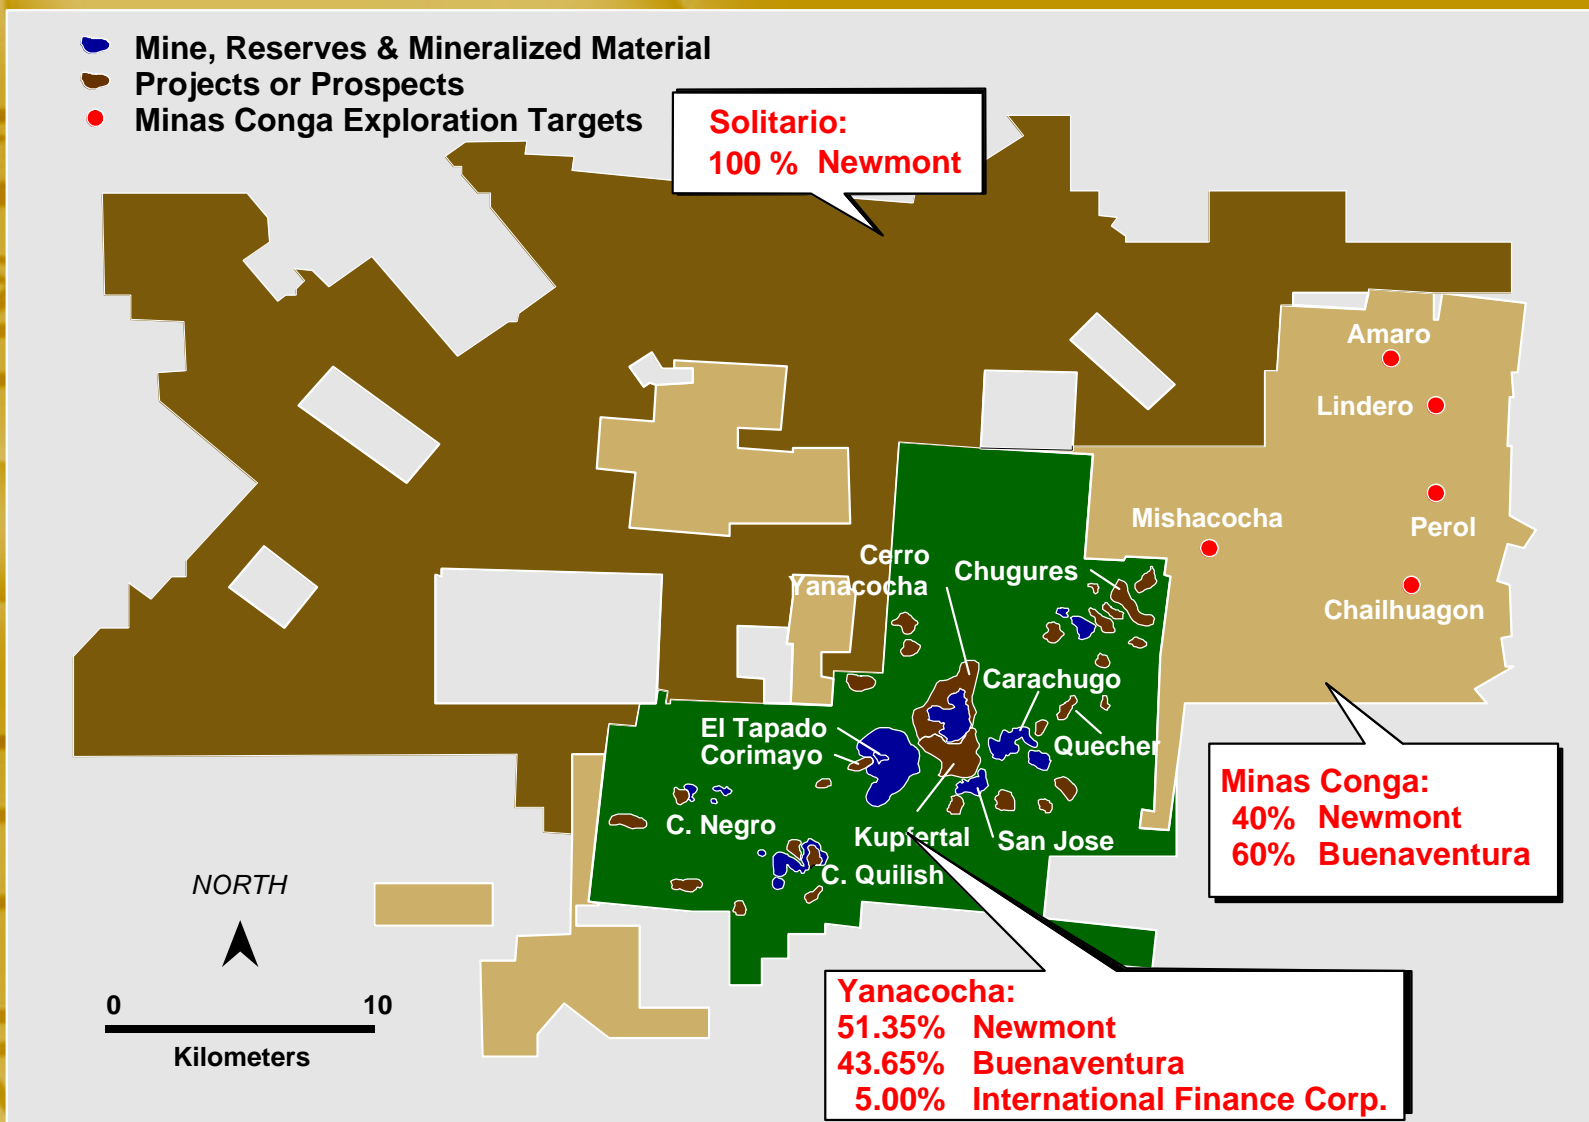 Mine, Reserves & Mineralized Material
Projects or Prospects
Minas Conga Exploration Targets
Solitario:
100 % Newmont
Amaro
Lindero
Perol
Mishacocha
Chailhuagon
Cerro
Yanacocha
Chugures
Carachugo
El Tapado
Corimayo
Quecher
C. Negro
Kupfertal
San Jose
C. Quilish
Minas Conga:
40% Newmont
60% Buenaventura
NORTH
0 10
Kilometers
Yanacocha:
51.35% Newmont
43.65% Buenaventura
5.00% International Finance Corp.